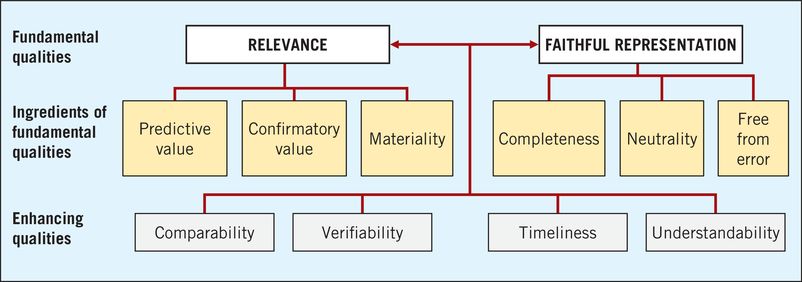 Fundamental
qualities
RELEVANCE
FAITHFUL REPRESENTATION
Ingredients of
fundamental
qualities
Predictive
value
Confirmatory
value
Materiality
Completeness
Neutrality
Free
from
error
Enhancing
qualities
Comparability
Verifiability
Timeliness
Understandability